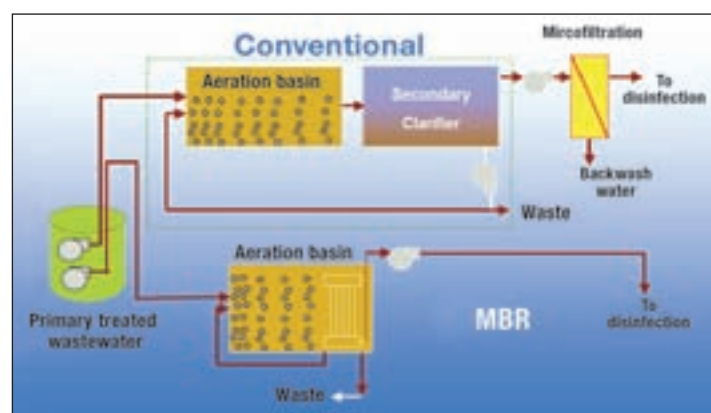 Conventional
Mircofiltration
Aeration basin
Secondary
Clarifier
To
disinfection
Backwash
water
Waste
Aeration basin
Primary treated
wastewater
MBR
To
disinfection
Waste